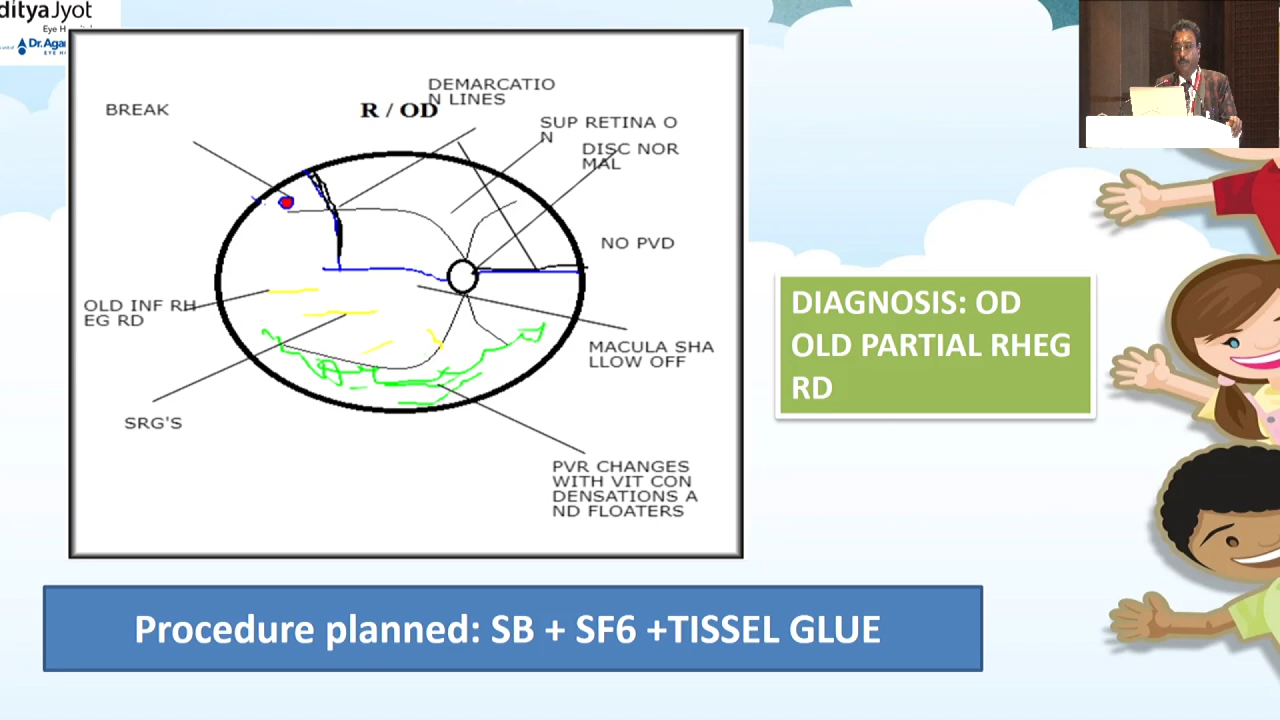 dityaJyot
Eye H
Dr.Aga
EYE H
BREAK
R / OD
DEMARCATIO
N LINES
SUP RETINA O
N
DISC NOR
MAL
NO PVD
OLD INF RH
EG RD
MACULA SHA
LLOW OFF
SRG'S
PVR CHANGES
WITH VIT CON
DENSATIONS A
ND FLOATERS
DIAGNOSIS: OD
OLD PARTIAL RHEG
RD
Procedure planned: SB + SF6 +TISSEL GLUE